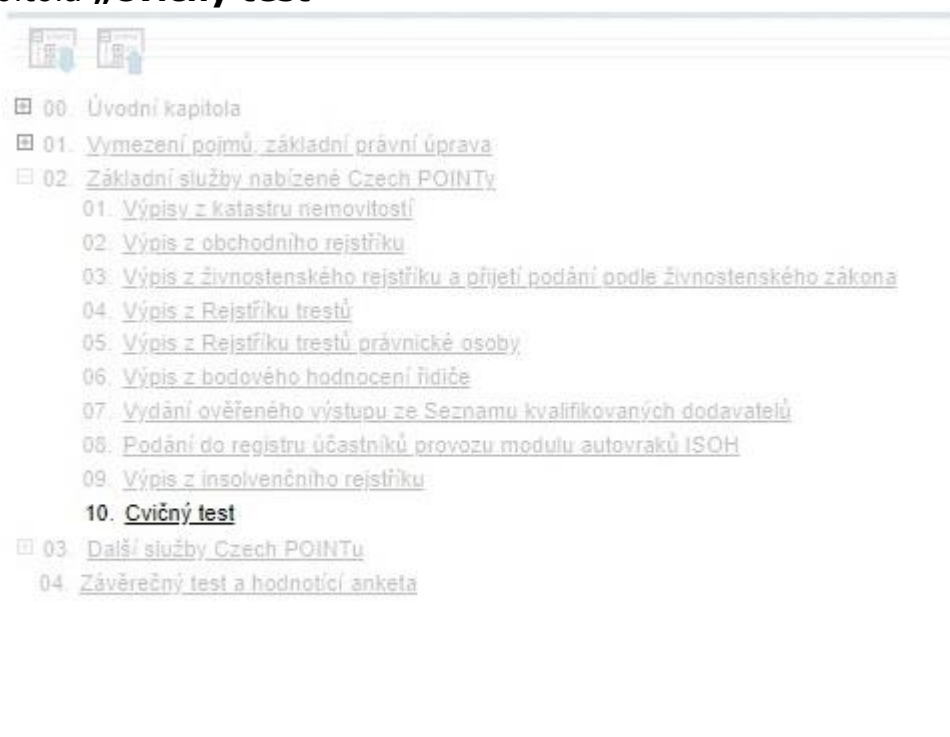 „Cvičný test
00. Úvodní kapitola
01. Vymezení pojmů, základní právní úprava
02. Základní služby nabízené Czech POINTy
01. Výpisy z katastru nemovitostí
02. Výpis z obchodního rejstříku
03. Výpis z živnostenského rejstříku a přijetí podání podle živnostenského zákona
04. Výpis z Rejstříku trestů
05. Výpis z Rejstříku trestů právnické osoby
06. Výpis z bodového hodnocení řidiče
07. Vydání ověřeného výstupu ze Seznamu kvalifikovaných dodavatelů
08. Podání do registru účastníků provozu modulu autovraků ISOH
09. Výpis z insolvenčního rejstříku
10. Cvičný test
03. Další služby Czech POINTu
04. Závěrečný test a hodnotící anketa